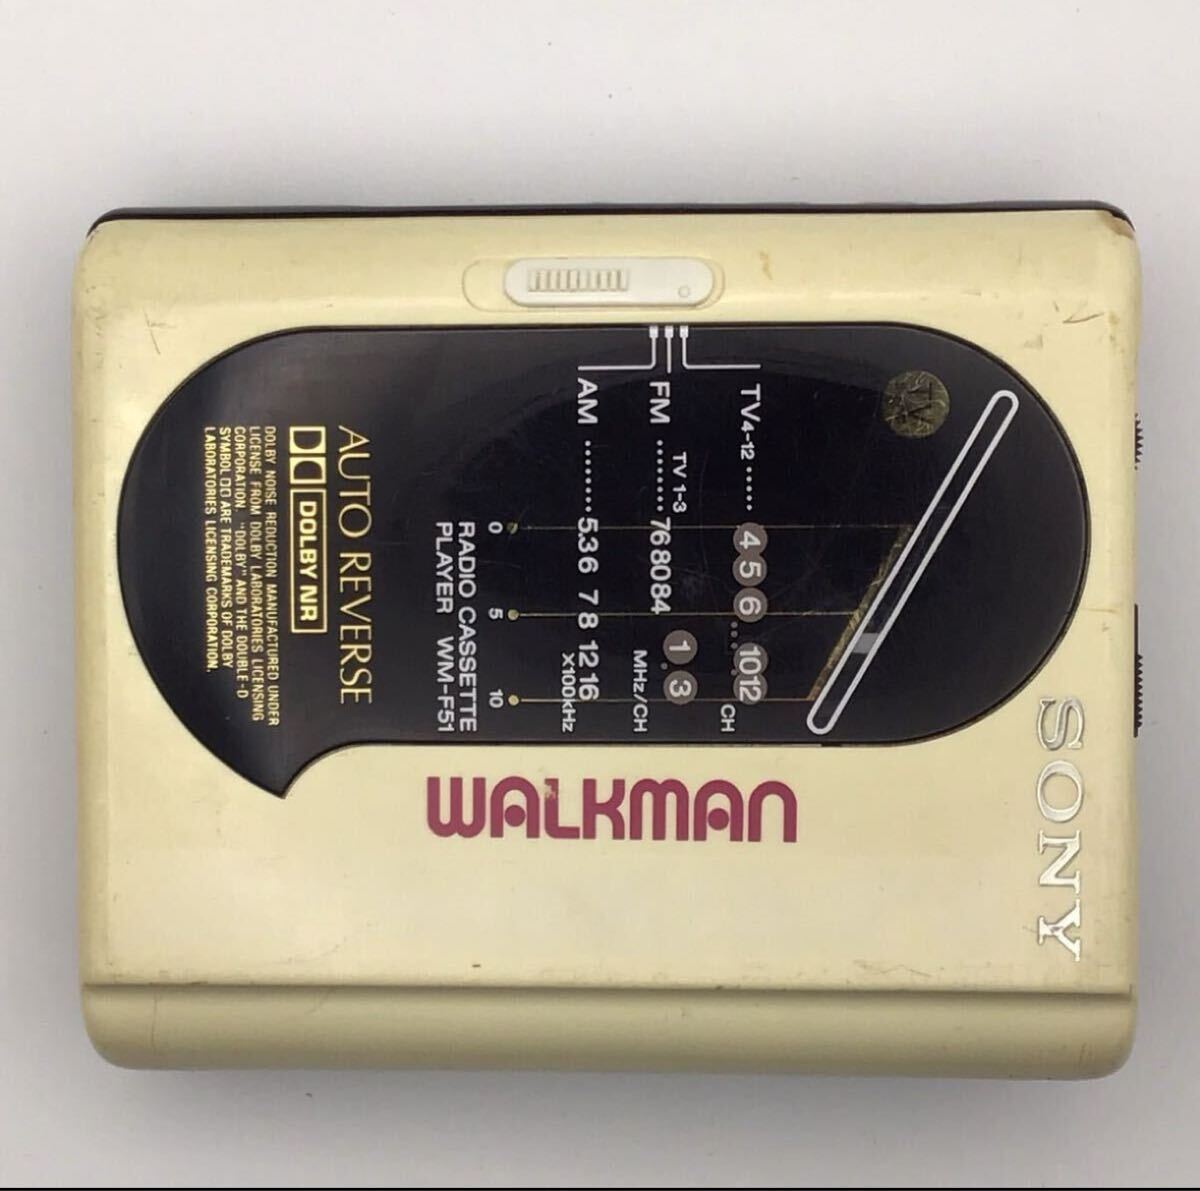 TV4-12 ..... 4 5 6 ... 10 12 CH
TV 1-3
FM ........ 76 80 84 1 . 3 MHz/CH
AM ....... 5.3 6 7 8 12 16 X100kHz
0 5 10
RADIO CASSETTE
PLAYER WM-F51
AUTO REVERSE
DOLBY NR
DOLBY NOISE REDUCTION MANUFACTURED UNDER
LICENSE FROM DOLBY LABORATORIES LICENSING
CORPORATION. "DOLBY" AND THE DOUBLE-D
SYMBOL ARE TRADEMARKS OF DOLBY
LABORATORIES LICENSING CORPORATION.
WALKMAN
SONY